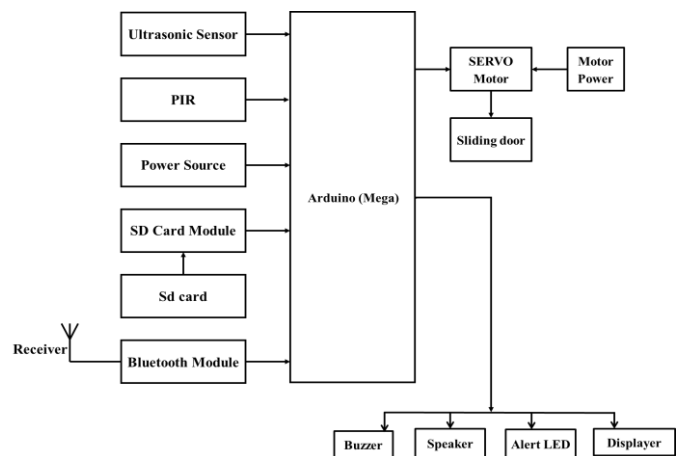 Ultrasonic Sensor
PIR
Power Source
SD Card Module
Sd card
Receiver
Bluetooth Module
Arduino (Mega)
SERVO
Motor
Motor
Power
Sliding door
Buzzer
Speaker
Alert LED
Displayer